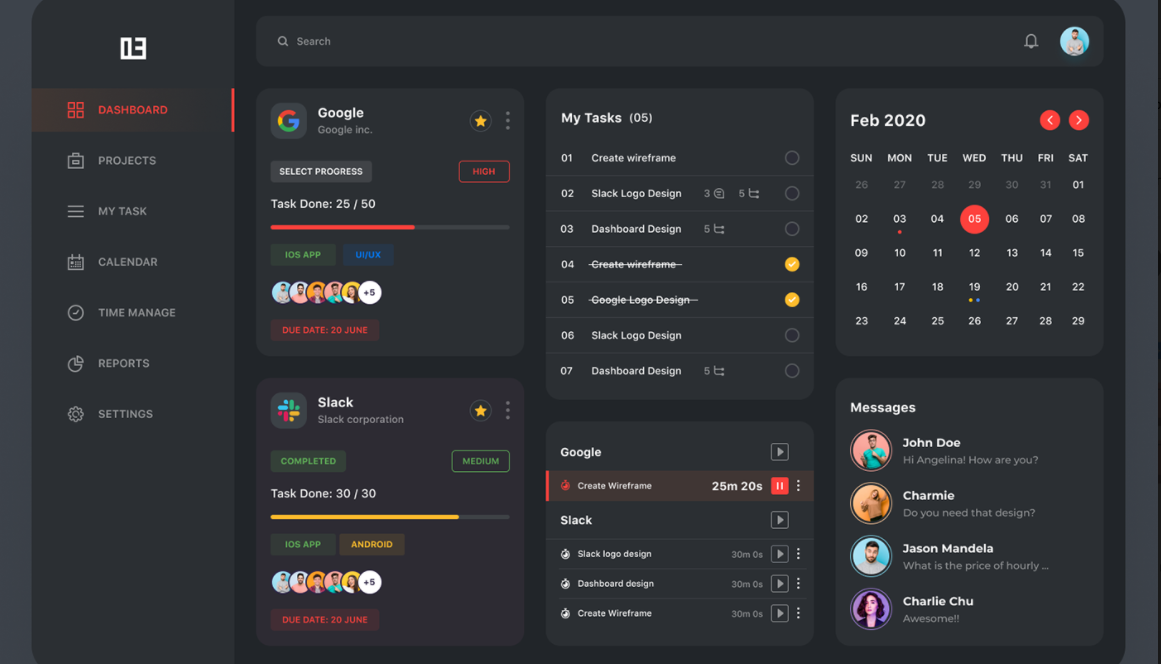 Search
DASHBOARD
PROJECTS
MY TASK
CALENDAR
TIME MANAGE
REPORTS
SETTINGS
Google
Google inc.
SELECT PROGRESS
HIGH
Task Done: 25 / 50
IOS APP
UI/UX
+5
DUE DATE: 20 JUNE
Slack
Slack corporation
COMPLETED
MEDIUM
Task Done: 30 / 30
IOS APP
ANDROID
+5
DUE DATE: 20 JUNE
My Tasks (05)
01 Create wireframe
02 Slack Logo Design 3 5
03 Dashboard Design 5
04 Create wireframe
05 Google Logo Design
06 Slack Logo Design
07 Dashboard Design 5
Google
Create Wireframe 25m 20s
Slack
Slack logo design 30m 0s
Dashboard design 30m 0s
Create Wireframe 30m 0s
Feb 2020
SUN MON TUE WED THU FRI SAT
26 27 28 29 30 31 01
02 03 04 05 06 07 08
09 10 11 12 13 14 15
16 17 18 19 20 21 22
23 24 25 26 27 28 29
Messages
John Doe
Hi Angelina! How are you?
Charmie
Do you need that design?
Jason Mandela
What is the price of hourly ...
Charlie Chu
Awesome!!